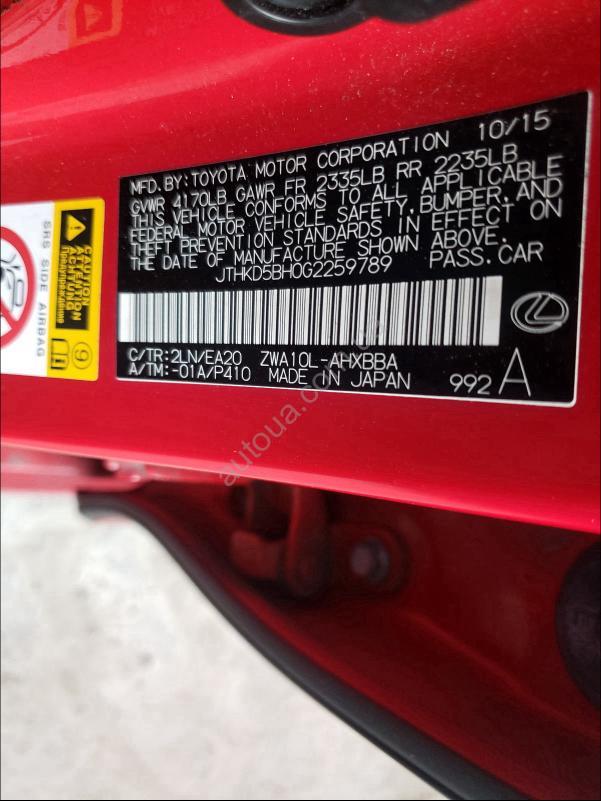 MFD.BY:TOYOTA MOTOR CORPORATION 10/15
GVWR 4170LB GAWR FR 2335LB RR 2235LB
THIS VEHICLE CONFORMS TO ALL APPLICABLE
FEDERAL MOTOR VEHICLE SAFETY,BUMPER,AND
THEFT PREVENTION STANDARDS IN EFFECT ON
THE DATE OF MANUFACTURE SHOWN ABOVE.
JTHKD5BH0G2259789 PASS.CAR
C/TR:2LN/EA20 ZWA10L-AHXBBA
A/TM:-01A/P410 MADE IN JAPAN 992 A
SRS SIDE AIRBAG
CAUTION
ATTENTION
ACHTUNG
Предупреждение
9
autoua.com.ua